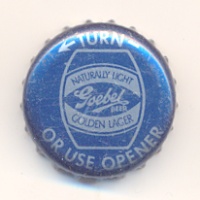 TURN
NATURALLY LIGHT
Goebel
BEER
GOLDEN LAGER
OR USE OPENER